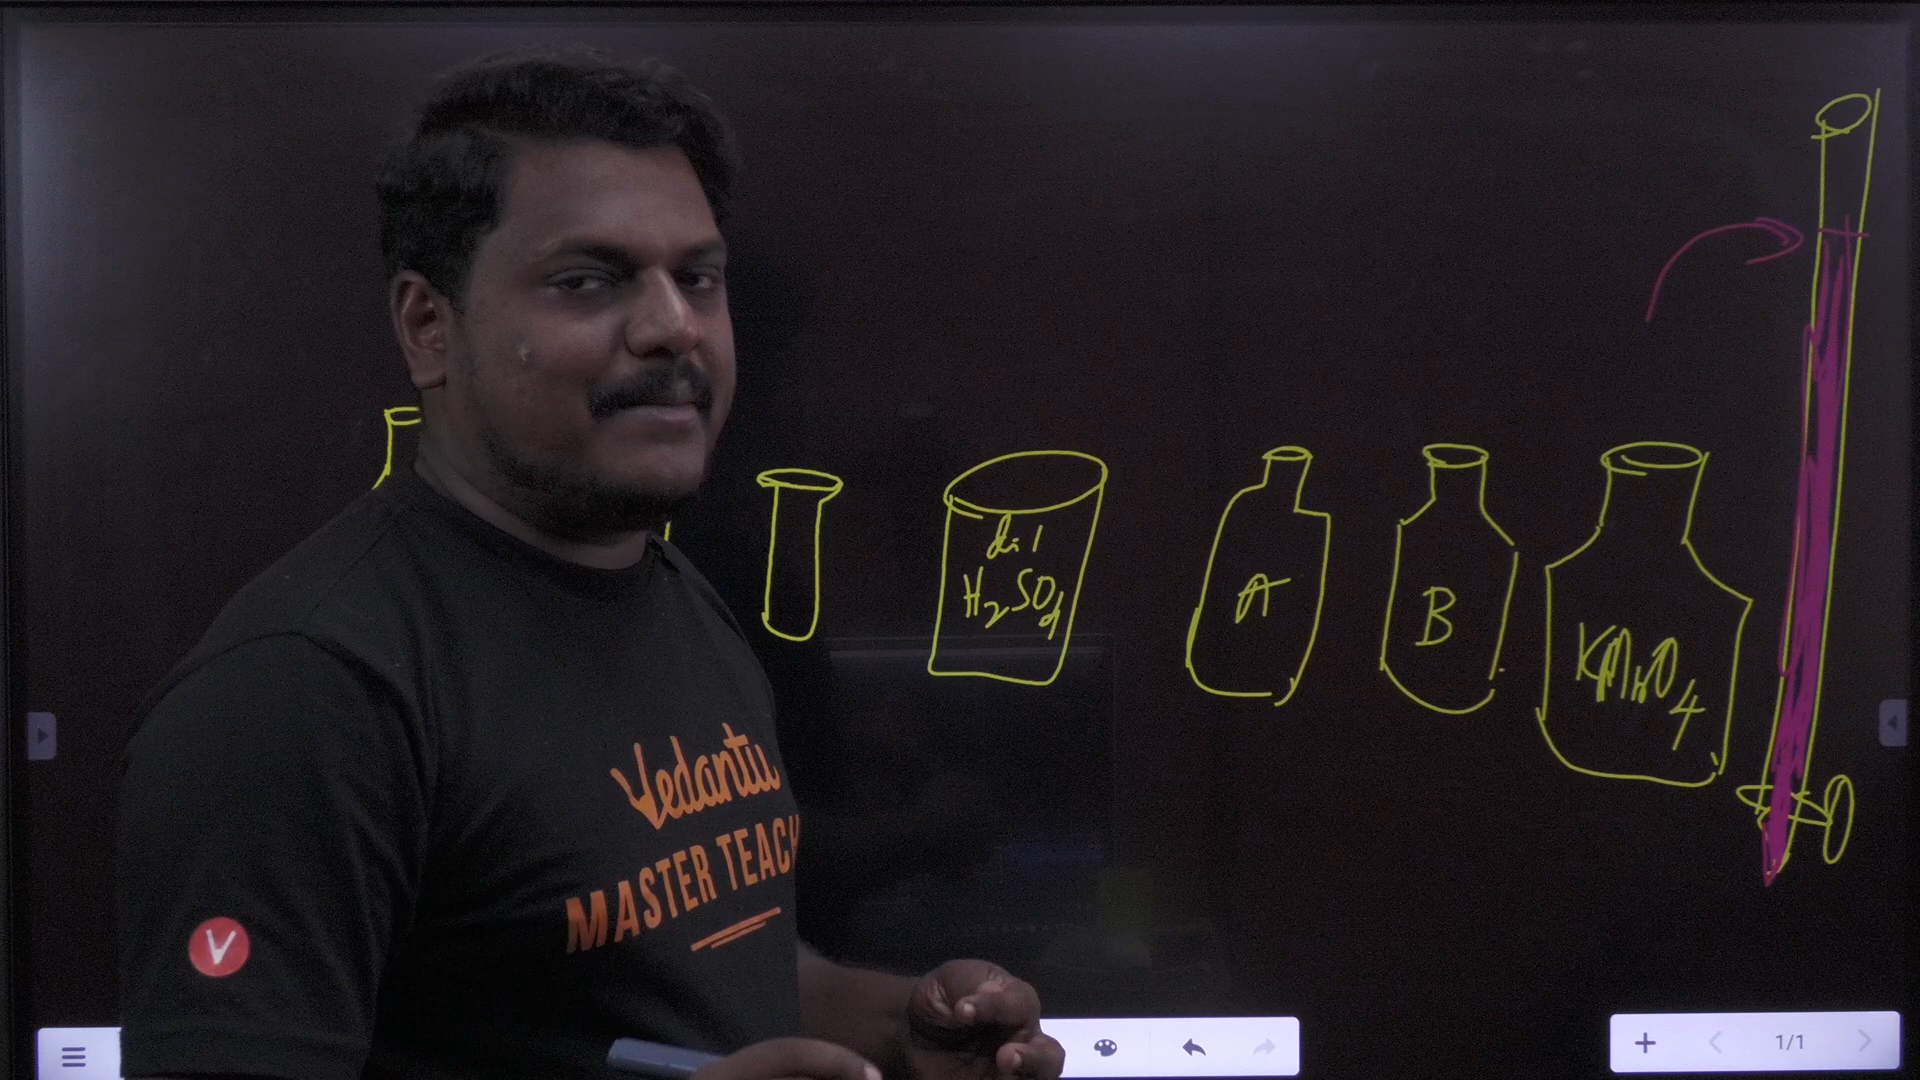 dil
H2SO4
A
B
KMnO4
Vedantu
MASTER TEACH
V
1/1